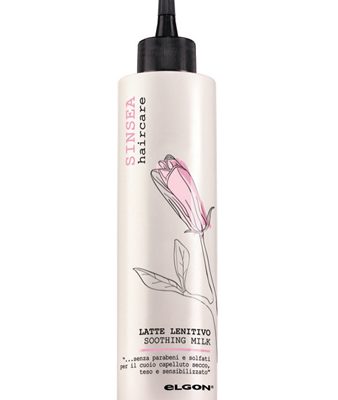 SINSEA
haircare
LATTE LENITIVO
SOOTHING MILK
"...senza parabeni e solfati
per il cuoio capelluto secco,
teso e sensibilizzato"
eLGON®